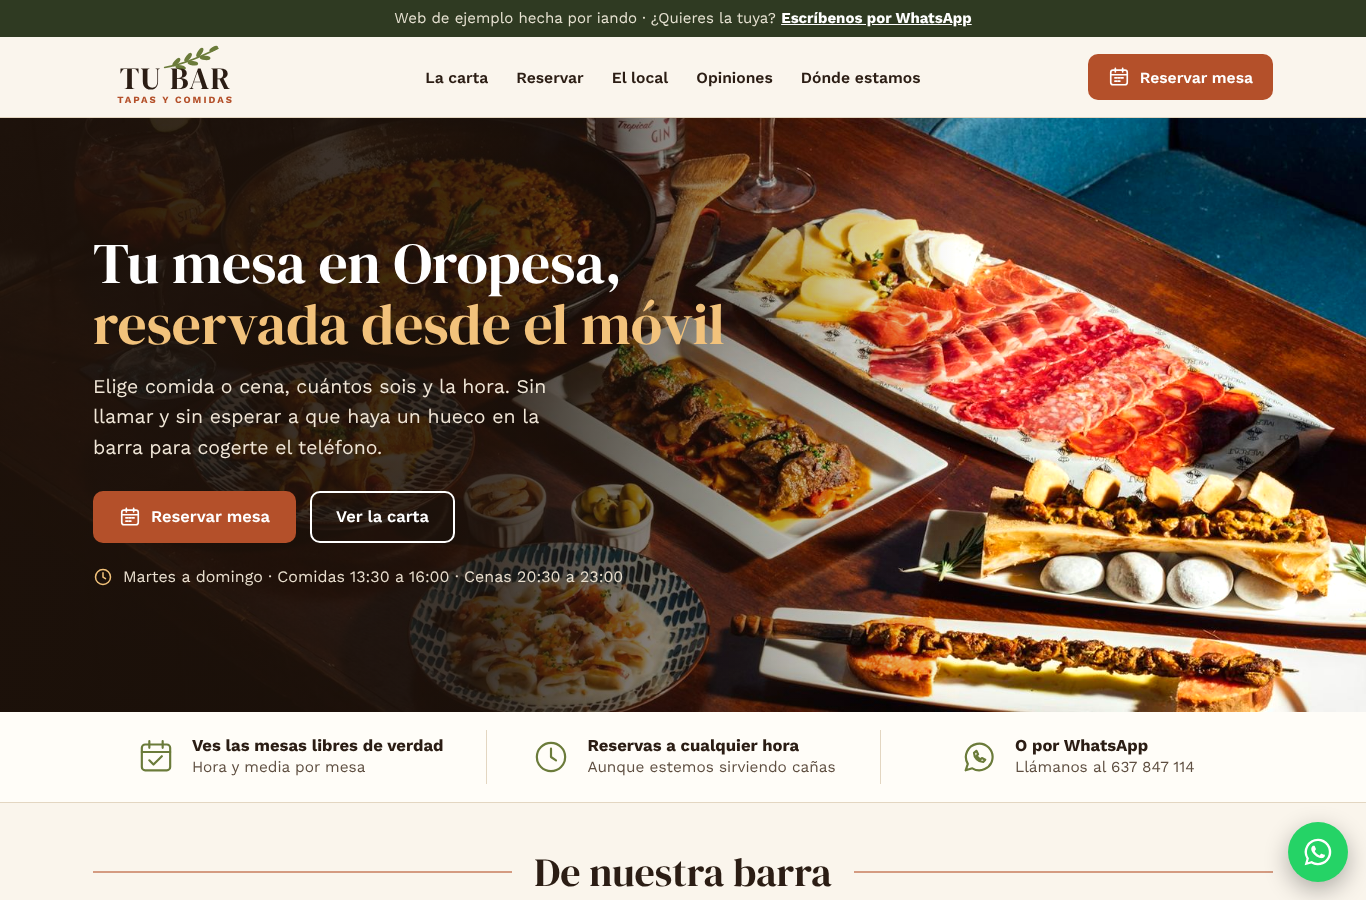 Web de ejemplo hecha por iando · ¿Quieres la tuya? Escríbenos por WhatsApp
TU BAR
TAPAS Y COMIDAS
La carta
Reservar
El local
Opiniones
Dónde estamos
Reservar mesa
Tropical
GIN
Tu mesa en Oropesa,
reservada desde el móvil
Elige comida o cena, cuántos sois y la hora. Sin
llamar y sin esperar a que haya un hueco en la
barra para cogerte el teléfono.
Reservar mesa
Ver la carta
Martes a domingo · Comidas 13:30 a 16:00 · Cenas 20:30 a 23:00
Ves las mesas libres de verdad
Hora y media por mesa
Reservas a cualquier hora
Aunque estemos sirviendo cañas
O por WhatsApp
Llámanos al 637 847 114
De nuestra barra